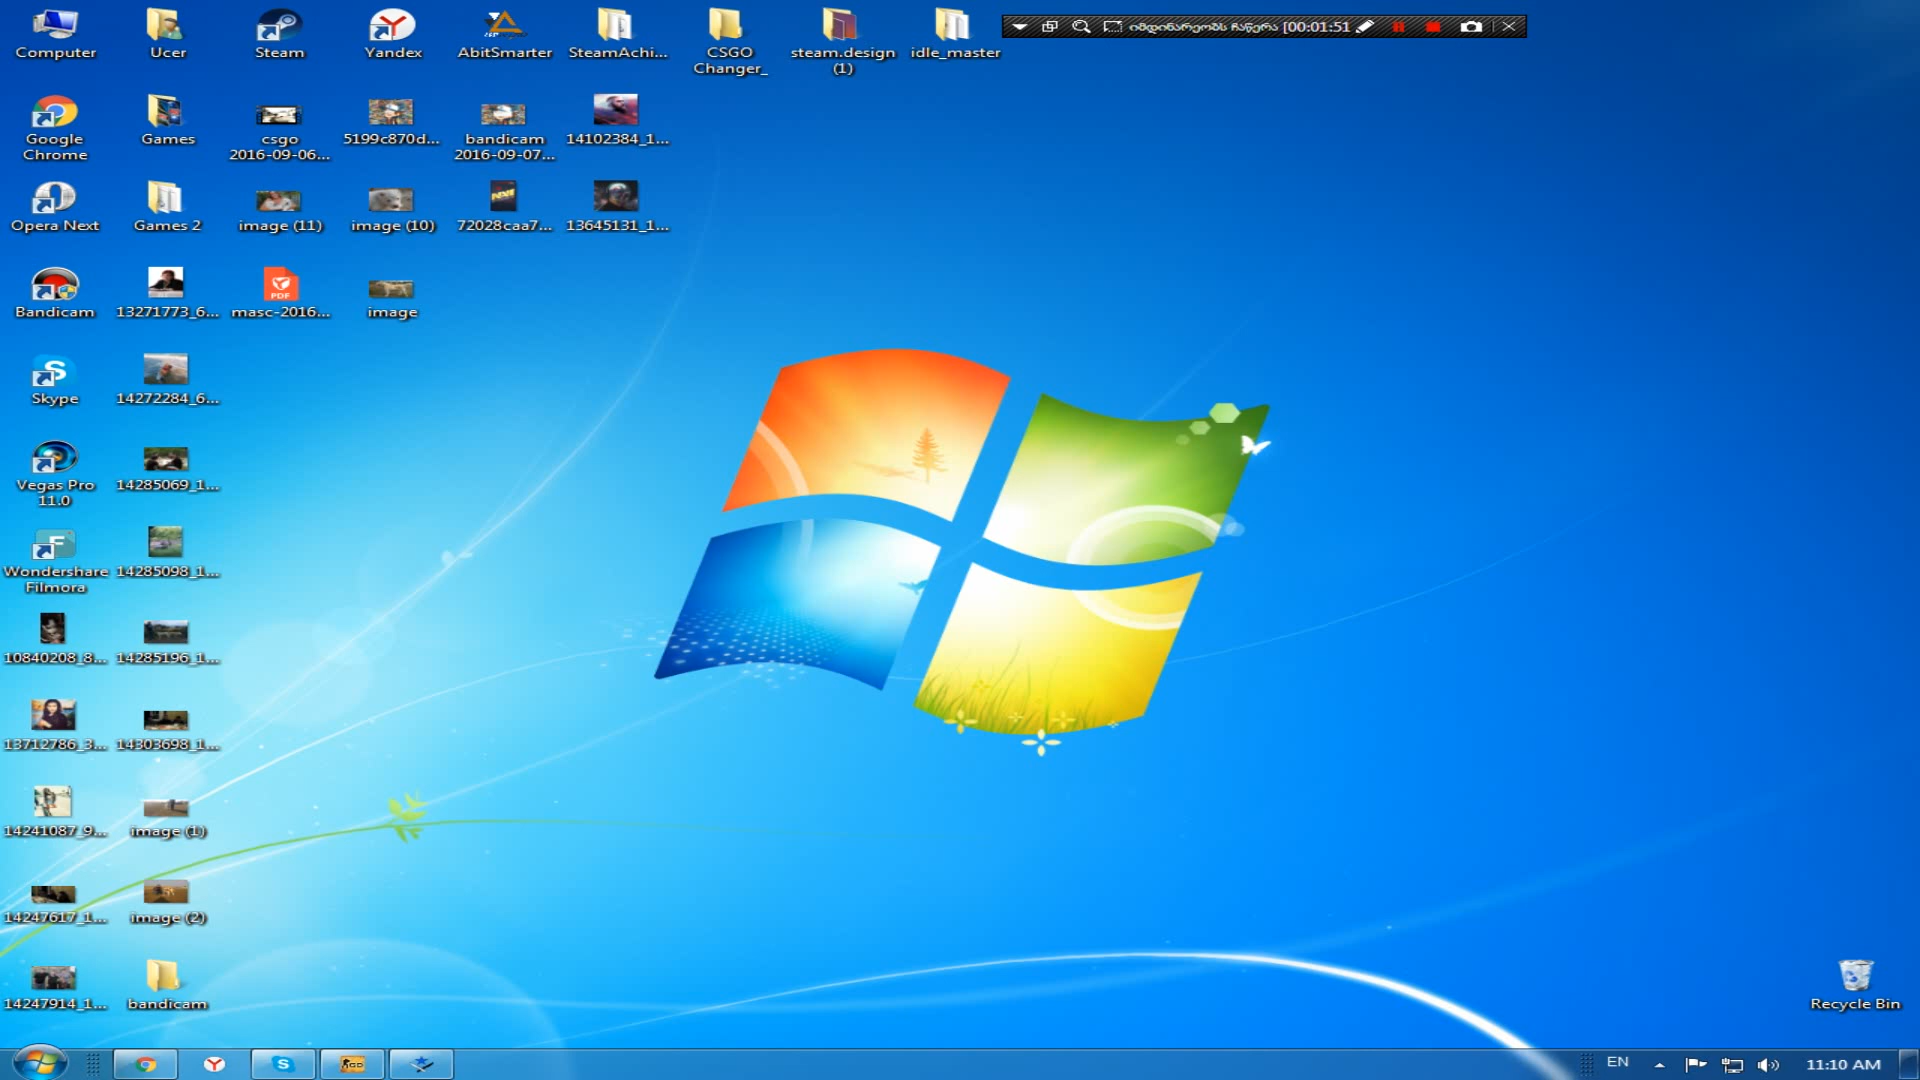 Computer
Ucer
Steam
Yandex
AbitSmarter
SteamAchi...
CSGO
Changer_
steam.design
(1)
idle_master
იმდინარეობს ჩაწერა [00:01:51
Google
Chrome
Games
csgo
2016-09-06...
5199c870d...
bandicam
2016-09-07...
14102384_1...
Opera Next
Games 2
image (11)
image (10)
72028caa7...
13645131_1...
Bandicam
13271773_6...
PDF
masc-2016...
image
Skype
14272284_6...
Vegas Pro
11.0
14285069_1...
Wondershare
Filmora
14285098_1...
10840208_8...
14285196_1...
13712786_3...
14303698_1...
14241087_9...
image (1)
14247617_1...
image (2)
14247914_1...
bandicam
Recycle Bin
EN
11:10 AM